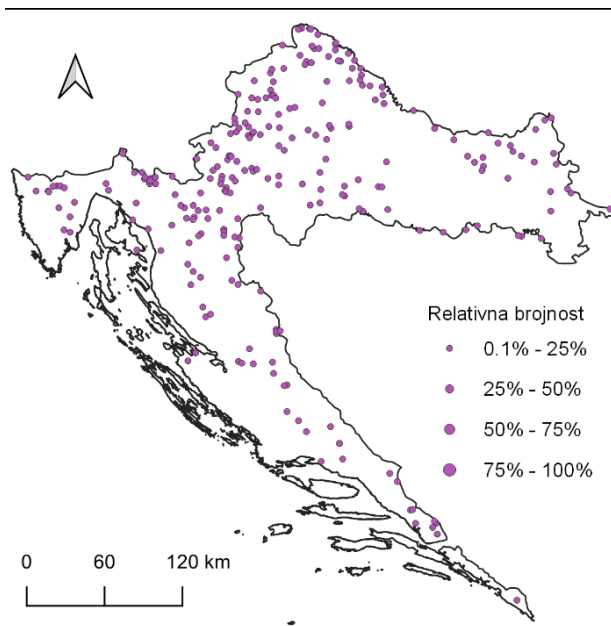 Relativna brojnost
0.1% - 25%
25% - 50%
50% - 75%
75% - 100%
0 60 120 km